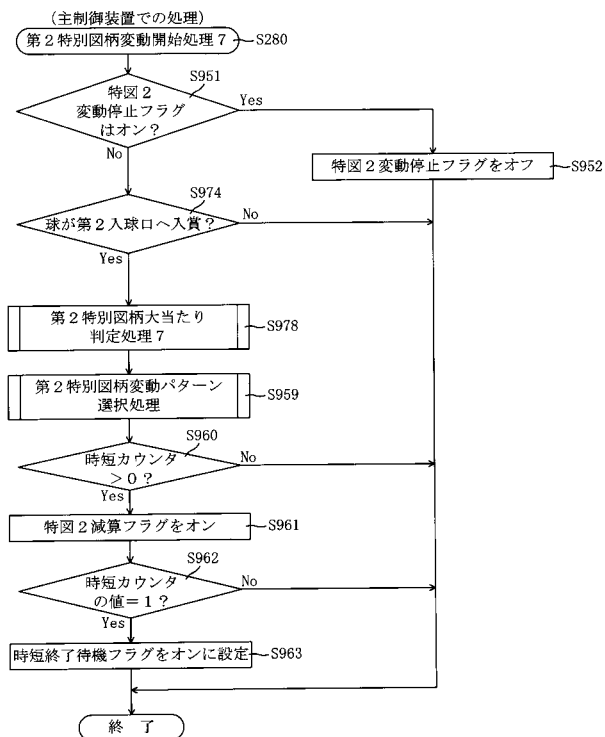 (主制御装置での処理)
第2特別図柄変動開始処理7
S280
S951
特図2
変動停止フラグ
はオン?
Yes
No
特図2変動停止フラグをオフ
S952
S974
球が第2入球口へ入賞?
No
Yes
第2特別図柄大当たり
判定処理7
S978
第2特別図柄変動パターン
選択処理
S959
S960
時短カウンタ
>0?
No
Yes
特図2減算フラグをオン
S961
S962
時短カウンタ
の値=1?
No
Yes
時短終了待機フラグをオンに設定
S963
終 了